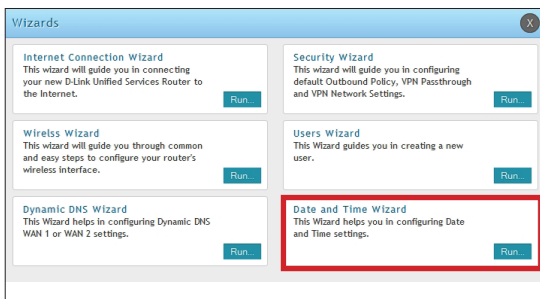 Wizards
X
Internet Connection Wizard
This wizard will guide you in connecting
your new D-Link Unified Services Router to
the Internet.
Run...
Security Wizard
This wizard will guide you in configuring
default Outbound Policy, VPN Passthrough
and VPN Network Settings.
Run...
Wirelss Wizard
This wizard will guide you through common
and easy steps to configure your router's
wireless interface.
Run...
Users Wizard
This Wizard guides you in creating a new
user.
Run...
Dynamic DNS Wizard
This Wizard helps in configuring Dynamic DNS
WAN 1 or WAN 2 settings.
Run...
Date and Time Wizard
This Wizard helps you in configuring Date
and Time settings.
Run...